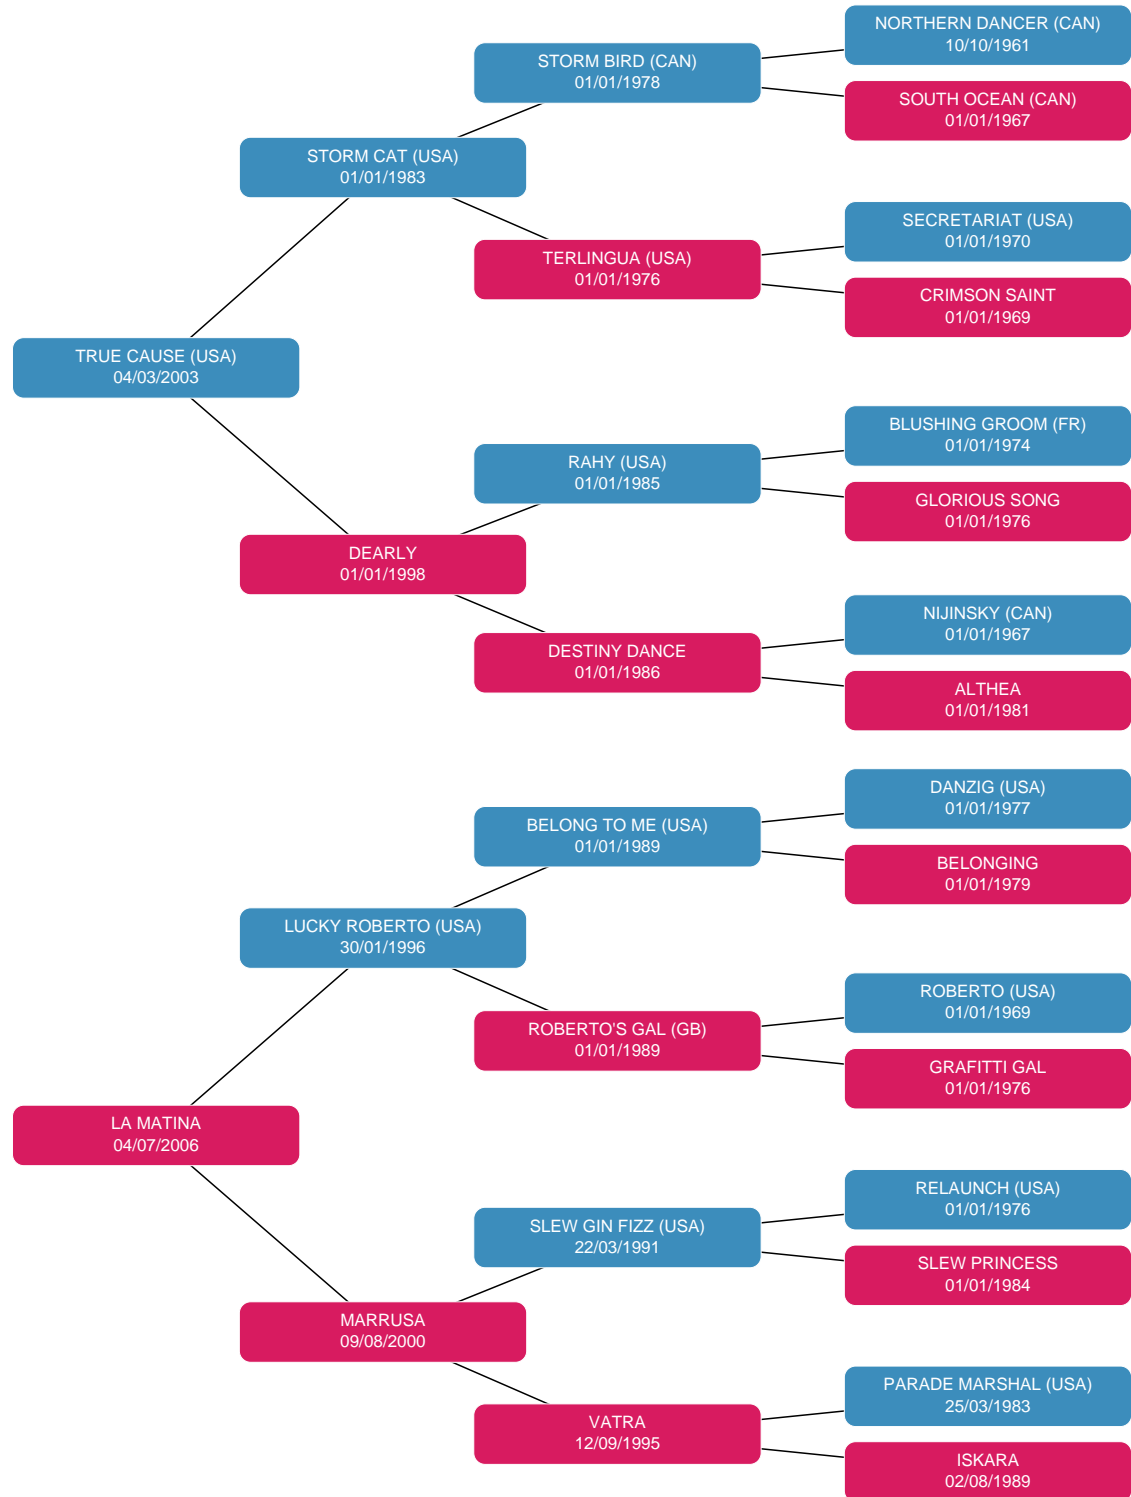 NORTHERN DANCER (CAN)
10/10/1961
STORM BIRD (CAN)
01/01/1978
SOUTH OCEAN (CAN)
01/01/1967
STORM CAT (USA)
01/01/1983
SECRETARIAT (USA)
01/01/1970
TERLINGUA (USA)
01/01/1976
CRIMSON SAINT
01/01/1969
TRUE CAUSE (USA)
04/03/2003
BLUSHING GROOM (FR)
01/01/1974
RAHY (USA)
01/01/1985
GLORIOUS SONG
01/01/1976
DEARLY
01/01/1998
NIJINSKY (CAN)
01/01/1967
DESTINY DANCE
01/01/1986
ALTHEA
01/01/1981
DANZIG (USA)
01/01/1977
BELONG TO ME (USA)
01/01/1989
BELONGING
01/01/1979
LUCKY ROBERTO (USA)
30/01/1996
ROBERTO (USA)
01/01/1969
ROBERTO'S GAL (GB)
01/01/1989
GRAFITTI GAL
01/01/1976
LA MATINA
04/07/2006
RELAUNCH (USA)
01/01/1976
SLEW GIN FIZZ (USA)
22/03/1991
SLEW PRINCESS
01/01/1984
MARRUSA
09/08/2000
PARADE MARSHAL (USA)
25/03/1983
VATRA
12/09/1995
ISKARA
02/08/1989